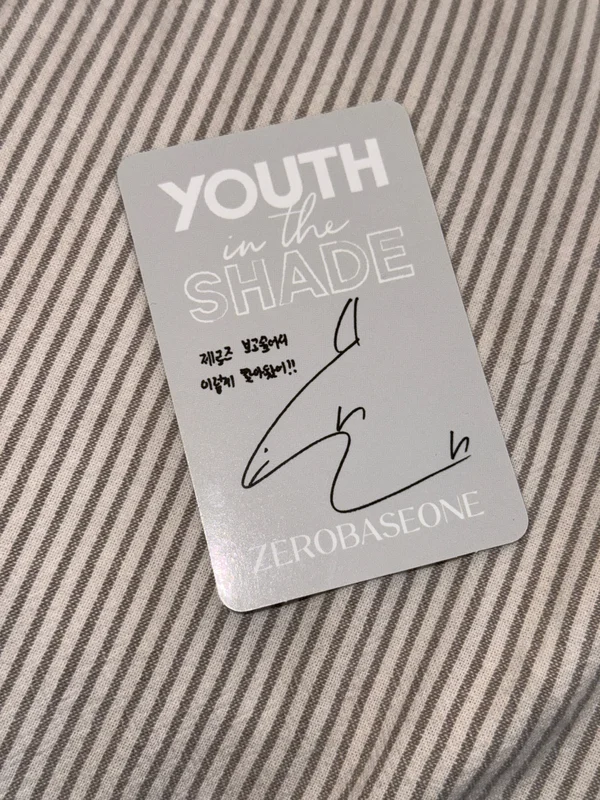 YOUTH
in the
SHADE
제로즈 보고싶어서
이렇게 찾아왔어!!
ZEROBASEONE